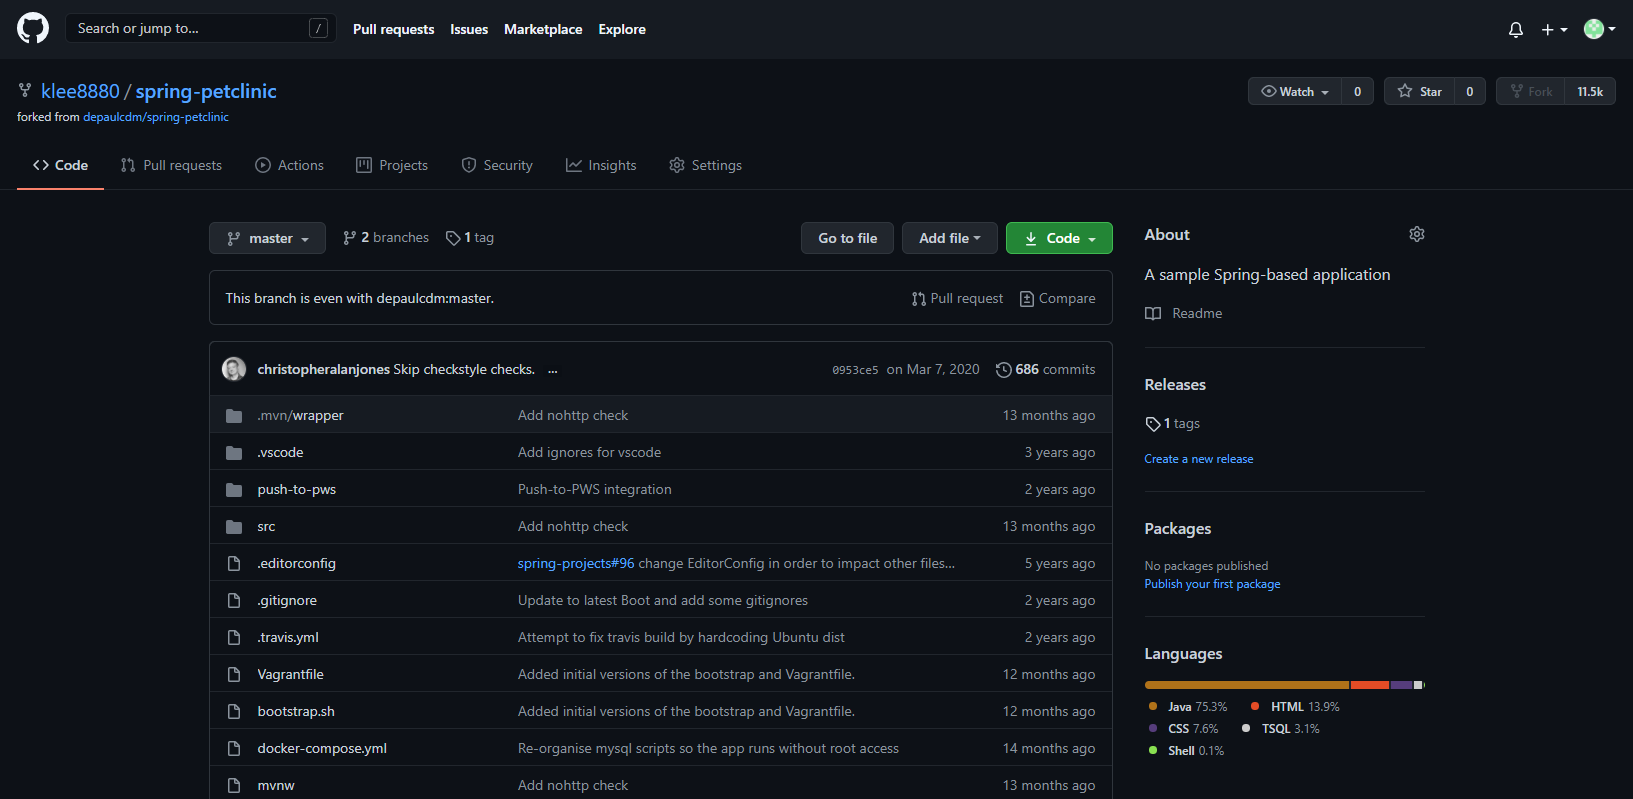 Search or jump to... /
Pull requests Issues Marketplace Explore
klee8880 / spring-petclinic
Watch 0 Star 0 Fork 11.5k
forked from depaulcdm/spring-petclinic
Code Pull requests Actions Projects Security Insights Settings
master 2 branches 1 tag Go to file Add file Code
This branch is even with depaulcdm:master. Pull request Compare
christopheralanjones Skip checkstyle checks. ... 0953ce5 on Mar 7, 2020 686 commits
.mvn/wrapper Add nohttp check 13 months ago
.vscode Add ignores for vscode 3 years ago
push-to-pws Push-to-PWS integration 2 years ago
src Add nohttp check 13 months ago
.editorconfig spring-projects#96 change EditorConfig in order to impact other files... 5 years ago
.gitignore Update to latest Boot and add some gitignores 2 years ago
.travis.yml Attempt to fix travis build by hardcoding Ubuntu dist 2 years ago
Vagrantfile Added initial versions of the bootstrap and Vagrantfile. 12 months ago
bootstrap.sh Added initial versions of the bootstrap and Vagrantfile. 12 months ago
docker-compose.yml Re-organise mysql scripts so the app runs without root access 14 months ago
mvnw Add nohttp check 13 months ago
About
A sample Spring-based application
Readme
Releases
1 tags
Create a new release
Packages
No packages published
Publish your first package
Languages
Java 75.3% HTML 13.9%
CSS 7.6% TSQL 3.1%
Shell 0.1%